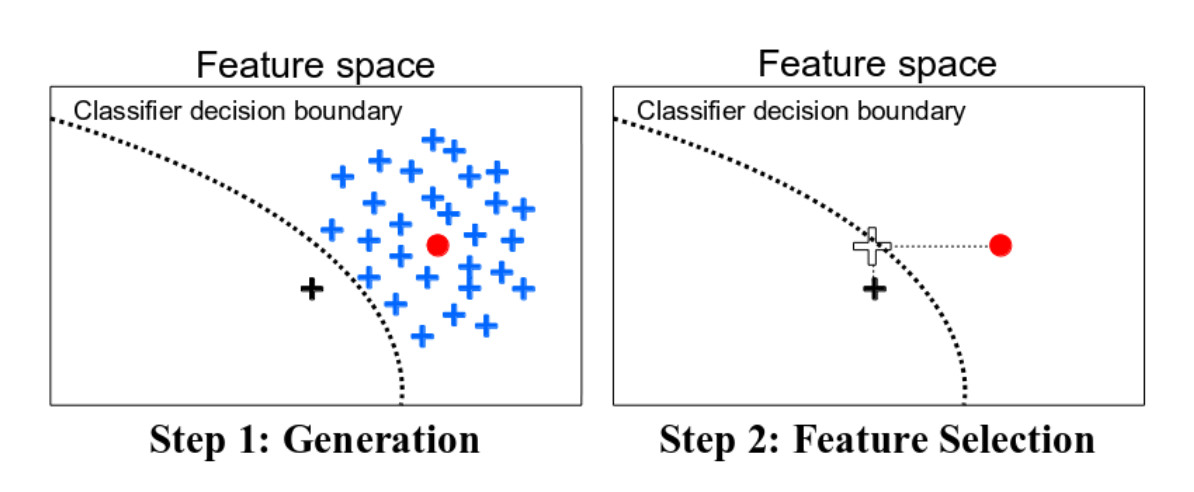 Feature space
Classifier decision boundary
Step 1: Generation
Feature space
Classifier decision boundary
Step 2: Feature Selection